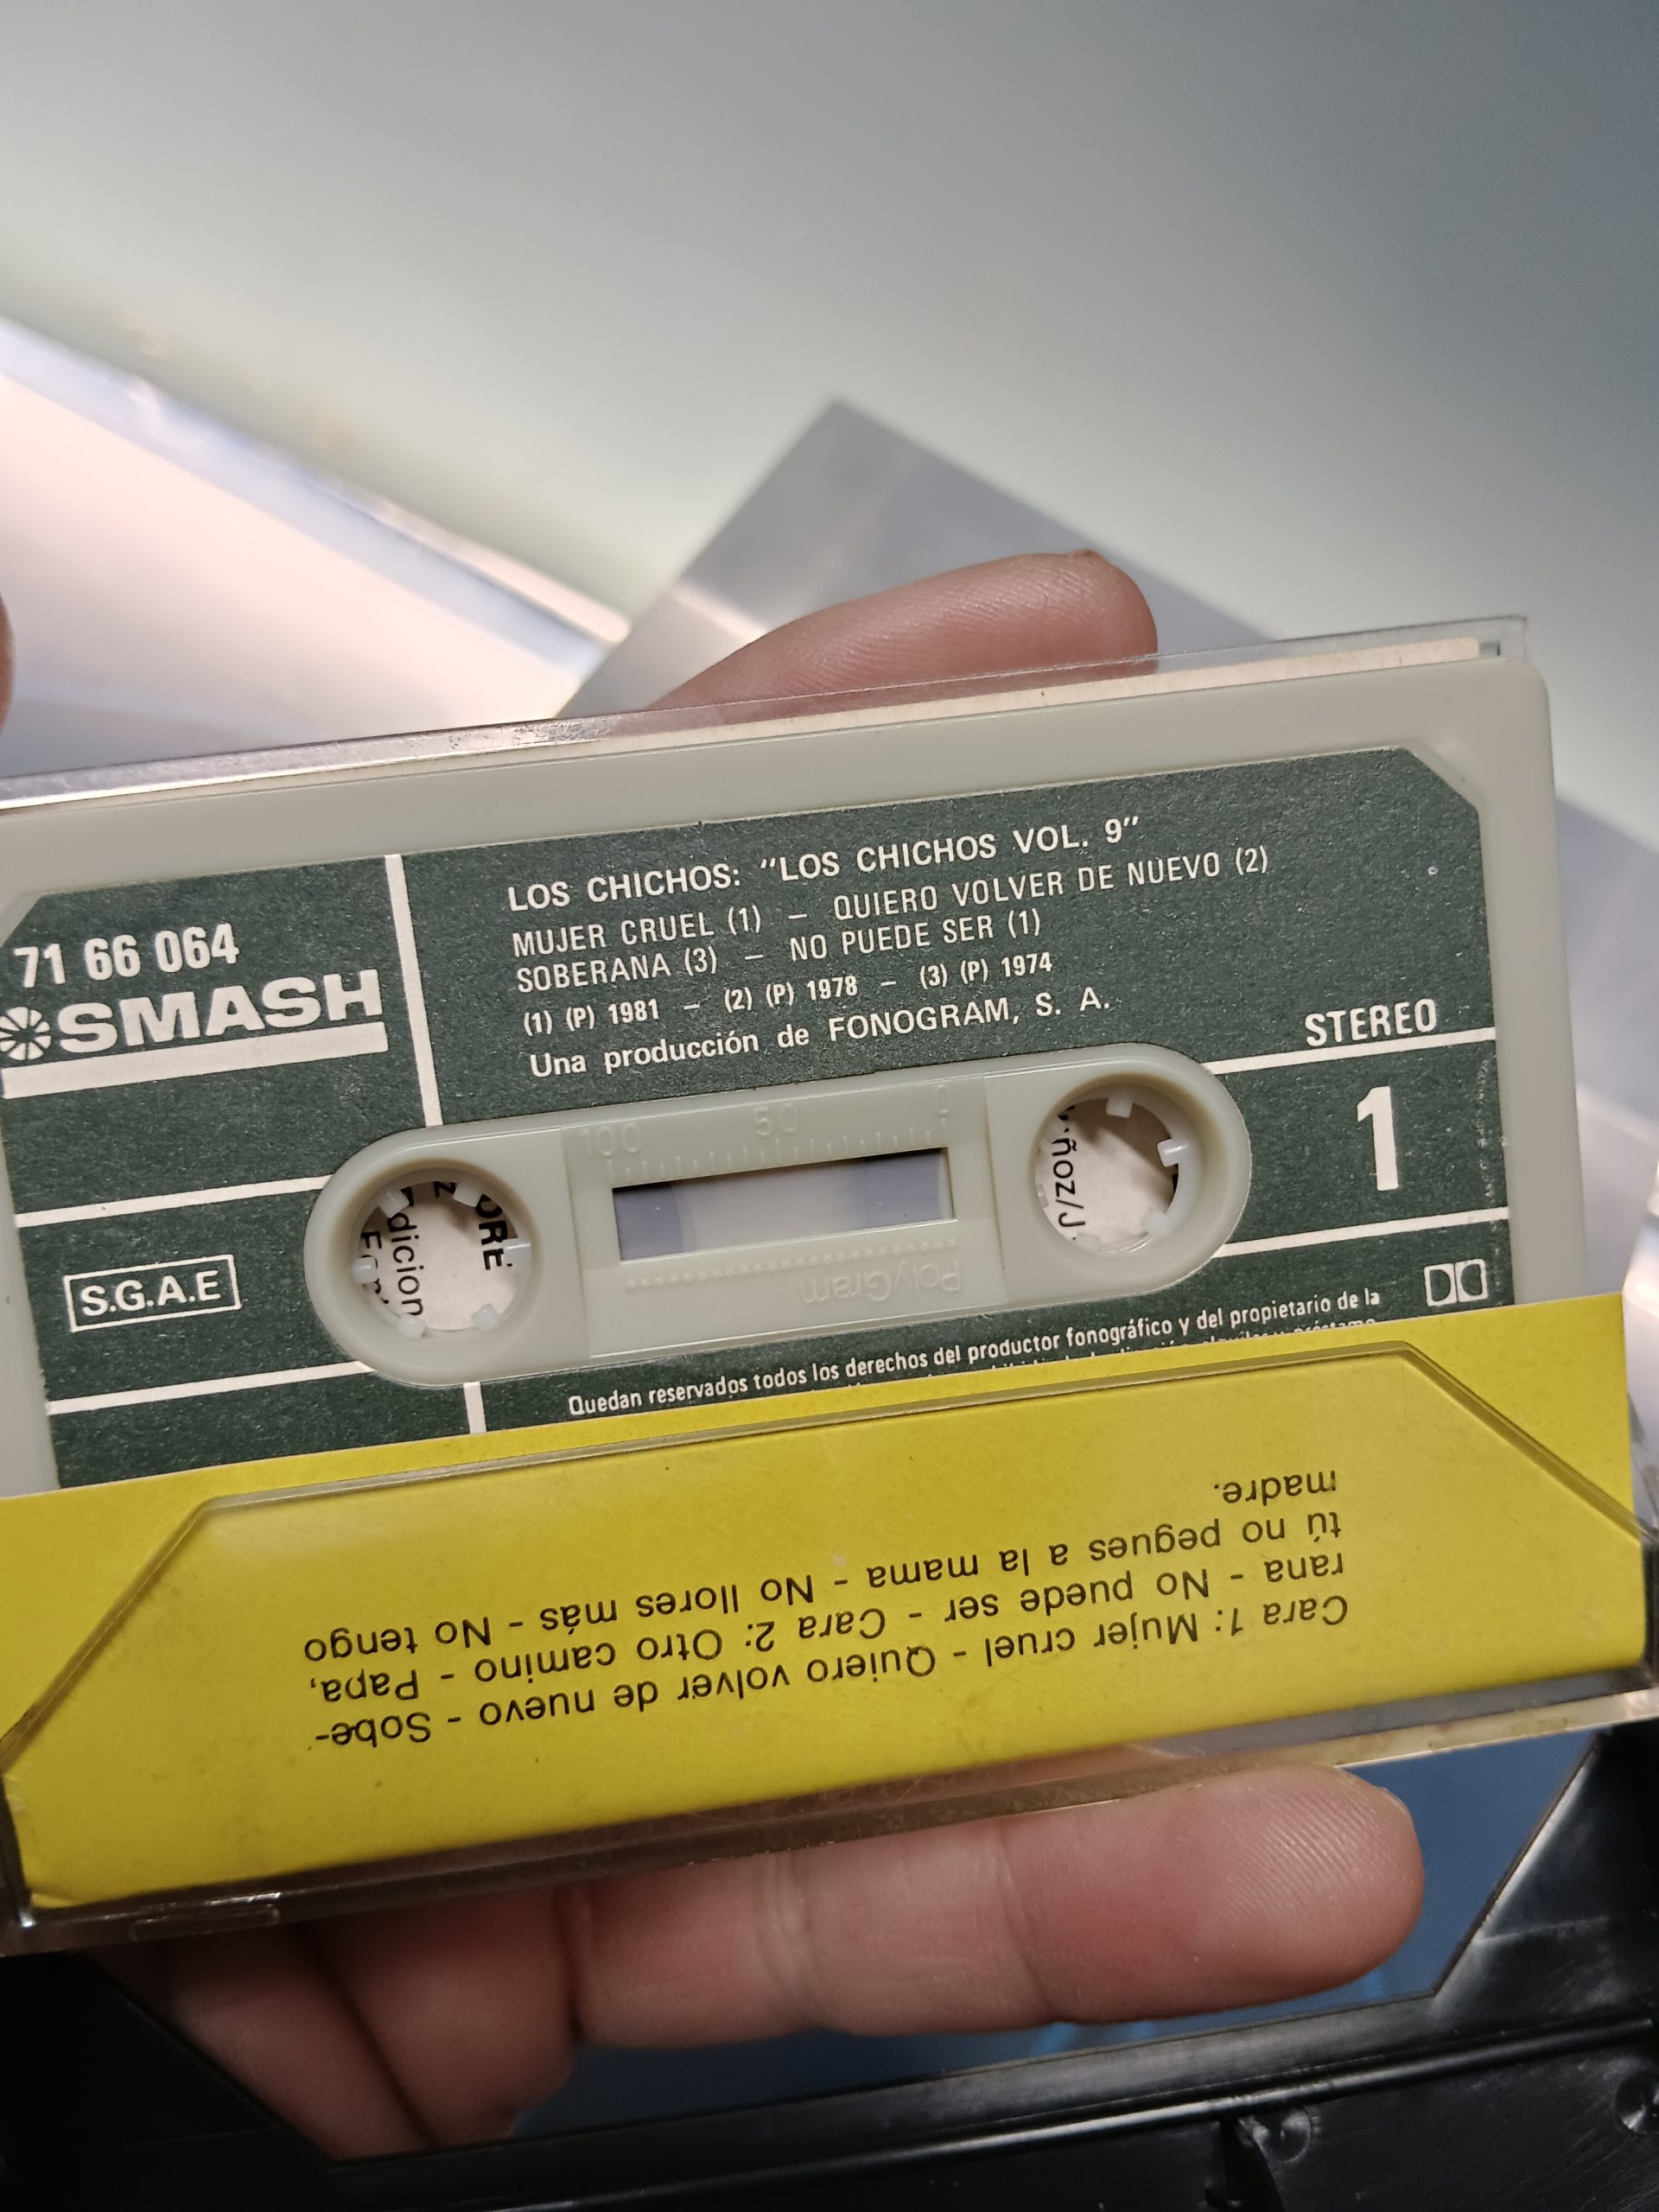 71 66 064
SMASH
LOS CHICHOS: "LOS CHICHOS VOL. 9"
MUJER CRUEL (1) – QUIERO VOLVER DE NUEVO (2)
SOBERANA (3) – NO PUEDE SER (1)
(1) (P) 1981 – (2) (P) 1978 – (3) (P) 1974
Una producción de FONOGRAM, S. A.
STEREO
1
S.G.A.E
100 50 0
PolyGram
ñoz/J
dicion
Quedan reservados todos los derechos del productor fonográfico y del propietario de la
Cara 1: Mujer cruel - Quiero volver de nuevo - Sobe-
rana - No puede ser - Cara 2: Otro camino - Papa,
tú no pegues a la mama - No llores más - No tengo
madre.